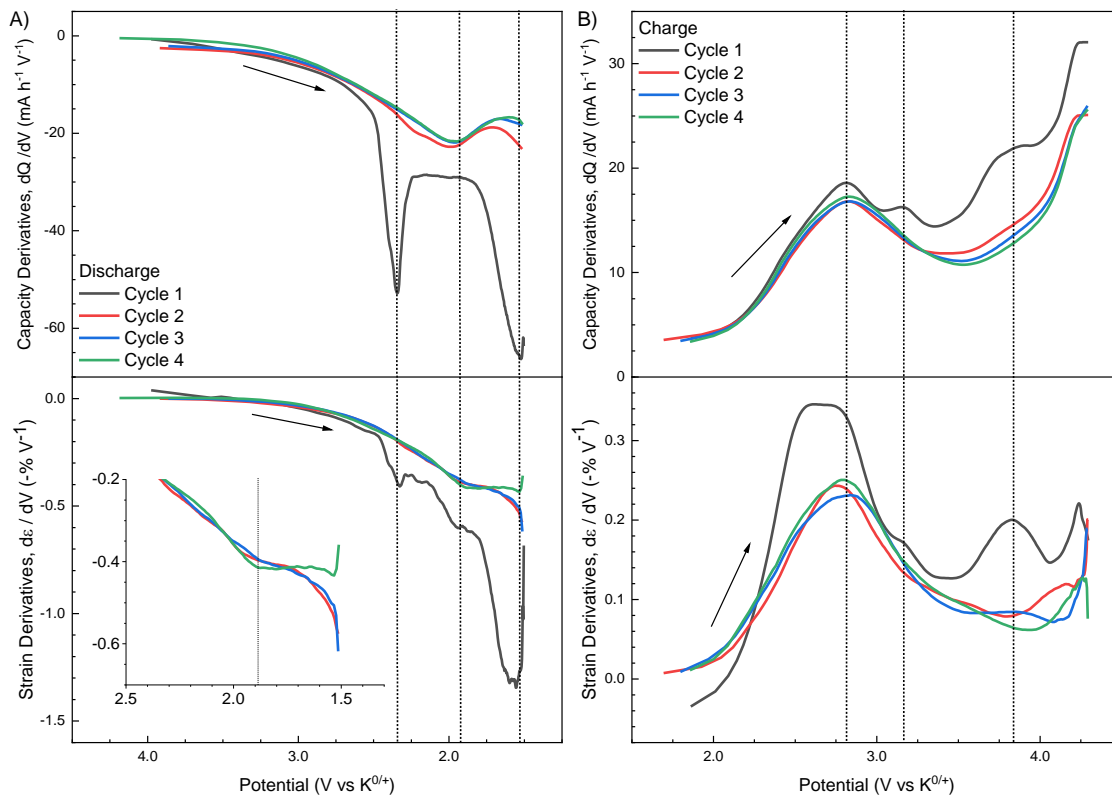 A)
Capacity Derivatives, dQ /dV (mA h⁻¹ V⁻¹)
0
-20
-40
-60
Discharge
Cycle 1
Cycle 2
Cycle 3
Cycle 4
Strain Derivatives, dε / dV (-% V⁻¹)
0.0
-0.5
-1.0
-1.5
-0.2
-0.4
-0.6
2.5 2.0 1.5
4.0 3.0 2.0
Potential (V vs K⁰ᐟ⁺)
B)
Capacity Derivatives, dQ /dV (mA h⁻¹ V⁻¹)
30
20
10
0
Charge
Cycle 1
Cycle 2
Cycle 3
Cycle 4
Strain Derivatives, dε / dV (-% V⁻¹)
0.3
0.2
0.1
0.0
2.0 3.0 4.0
Potential (V vs K⁰ᐟ⁺)